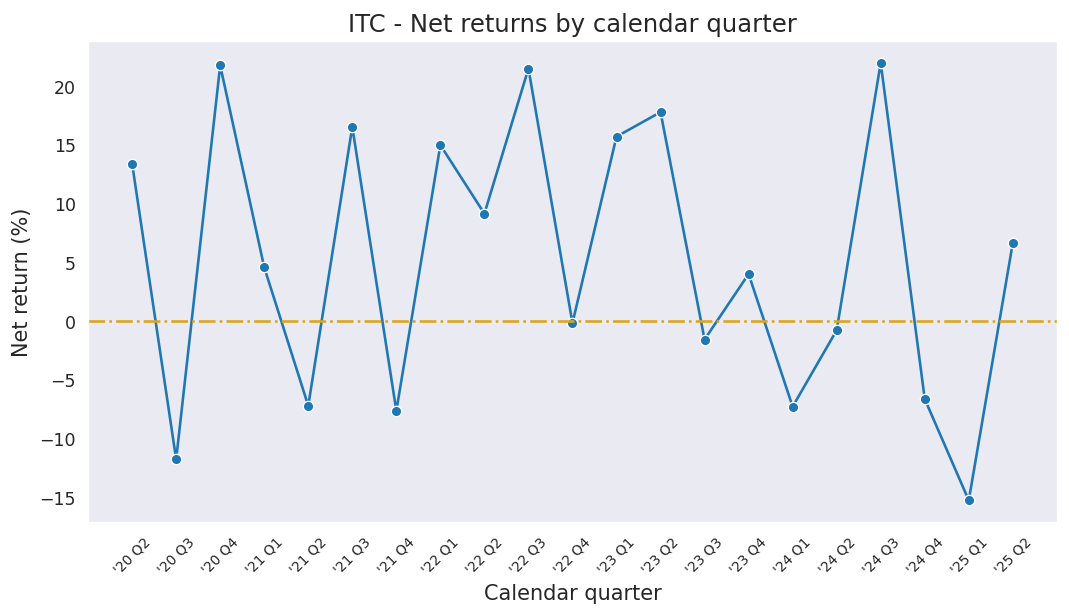 ITC - Net returns by calendar quarter
Net return (%)
20
15
10
5
0
−5
−10
−15
'20 Q2
'20 Q3
'20 Q4
'21 Q1
'21 Q2
'21 Q3
'21 Q4
'22 Q1
'22 Q2
'22 Q3
'22 Q4
'23 Q1
'23 Q2
'23 Q3
'23 Q4
'24 Q1
'24 Q2
'24 Q3
'24 Q4
'25 Q1
'25 Q2
Calendar quarter